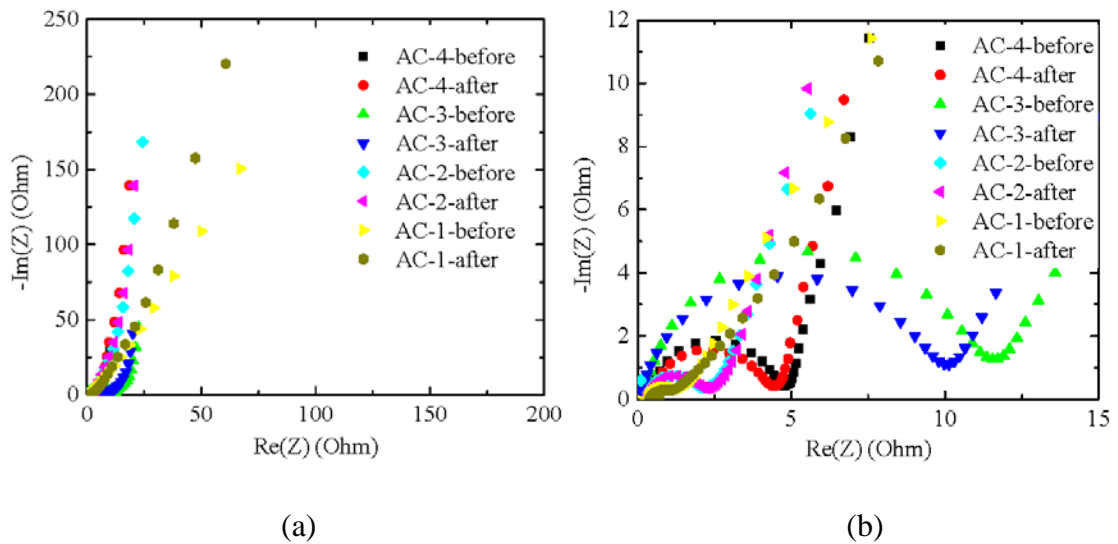 250
200
150
100
50
0
-Im(Z) (Ohm)
0
50
100
150
200
Re(Z) (Ohm)
AC-4-before
AC-4-after
AC-3-before
AC-3-after
AC-2-before
AC-2-after
AC-1-before
AC-1-after
(a)
12
10
8
6
4
2
0
-Im(Z) (Ohm)
0
5
10
15
Re(Z) (Ohm)
AC-4-before
AC-4-after
AC-3-before
AC-3-after
AC-2-before
AC-2-after
AC-1-before
AC-1-after
(b)